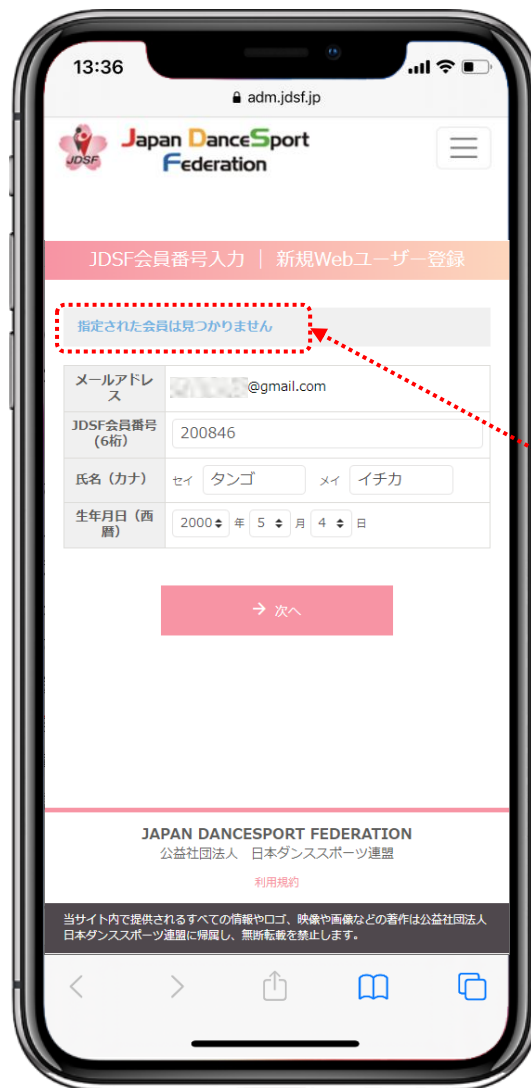 13:36
adm.jdsf.jp
JDSF
Japan DanceSport
Federation
JDSF会員番号入力 | 新規Webユーザー登録
指定された会員は見つかりません
メールアドレ
ス
@gmail.com
JDSF会員番号
(6桁)
200846
氏名（カナ） セイ タンゴ メイ イチカ
生年月日（西
暦）
2000 年 5 月 4 日
→ 次へ
JAPAN DANCESPORT FEDERATION
公益社団法人 日本ダンススポーツ連盟
利用規約
当サイト内で提供されるすべての情報やロゴ、映像や画像などの著作は公益社団法人
日本ダンススポーツ連盟に帰属し、無断転載を禁止します。